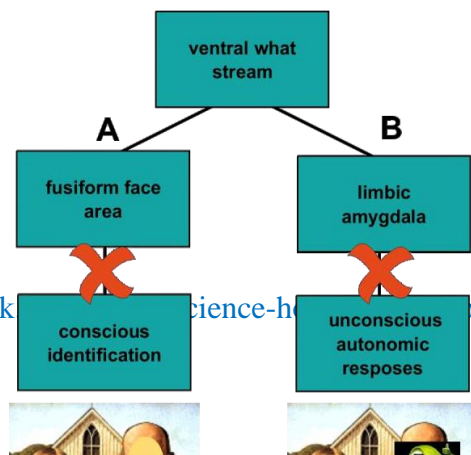 ventral what
stream
A
B
fusiform face
area
limbic
amygdala
conscious
identification
unconscious
autonomic
resposes